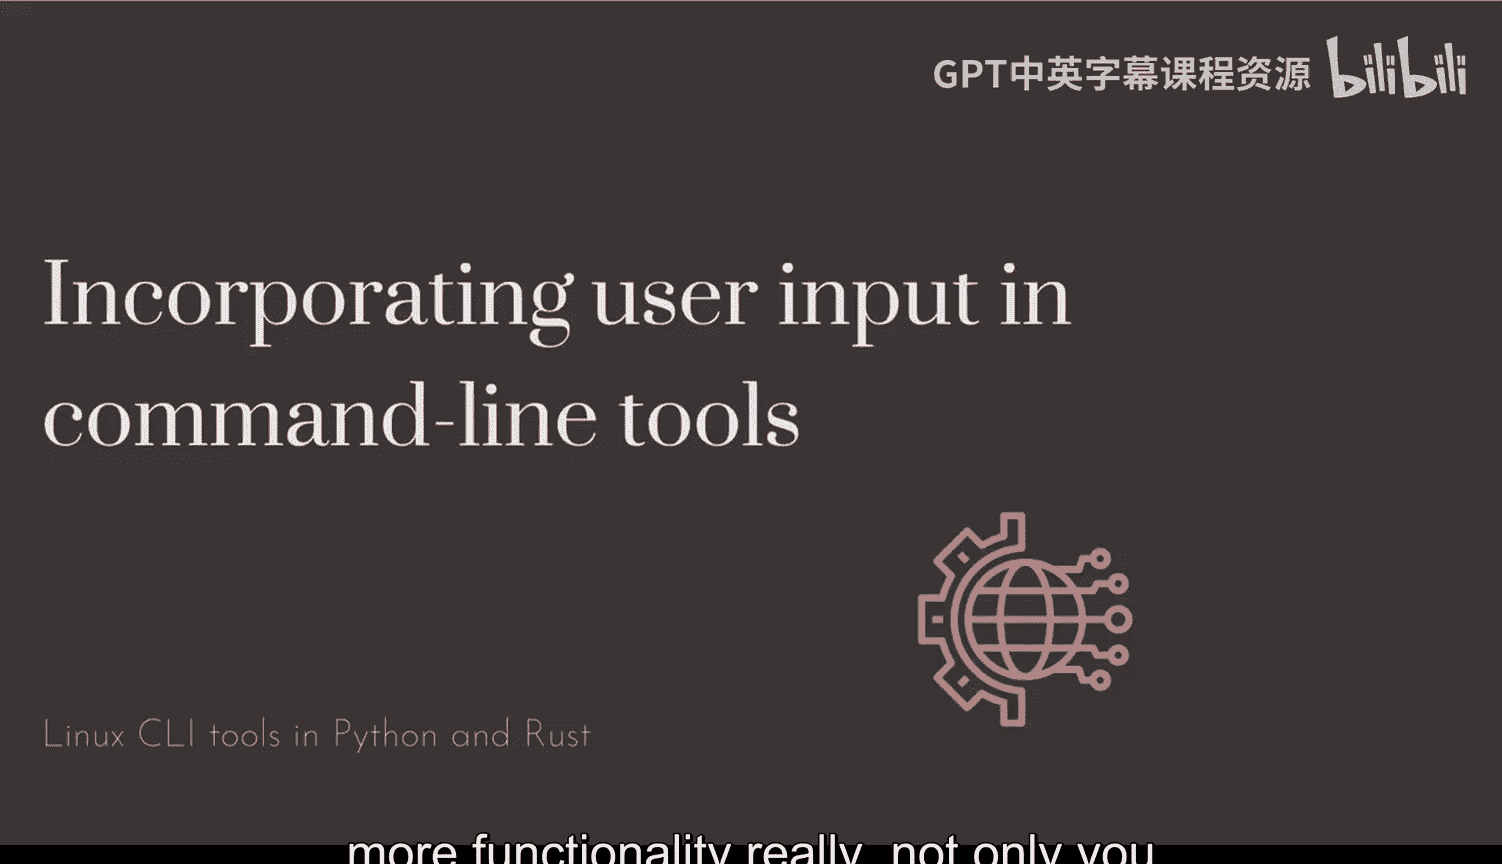 GPT中英字幕课程资源 bilibili
Incorporating user input in
command-line tools
Linux CLI tools in Python and Rust
more functionality really, not only you